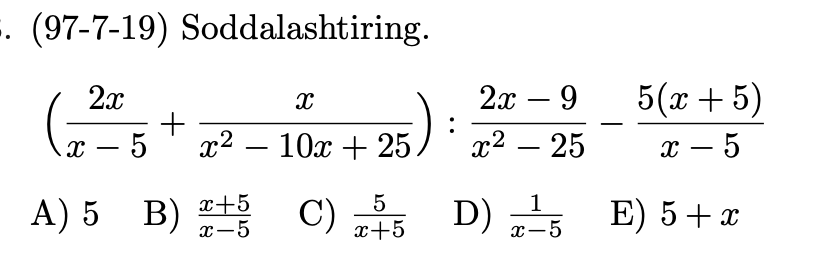 . (97-7-19) Soddalashtiring.
(2x/(x − 5) + x/(x² − 10x + 25)) : (2x − 9)/(x² − 25) − 5(x + 5)/(x − 5)
A) 5 B) (x+5)/(x−5) C) 5/(x+5) D) 1/(x−5) E) 5 + x